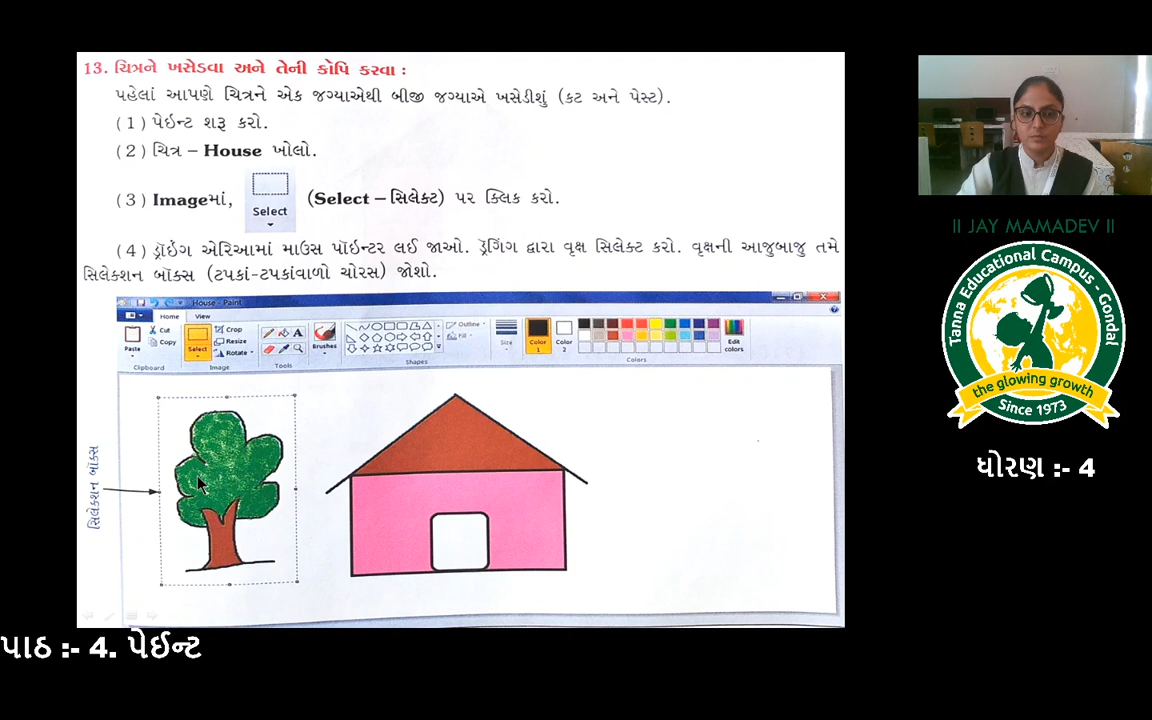 13. ચિત્રને ખસેડવા અને તેની કોપિ કરવા :
પહેલાં આપણે ચિત્રને એક જગ્યાએથી બીજી જગ્યાએ ખસેડીશું (કટ અને પેસ્ટ).
(1) પેઇન્ટ શરૂ કરો.
(2) ચિત્ર – House ખોલો.
(3) Imageમાં, Select (Select – સિલેક્ટ) પર ક્લિક કરો.
(4) ડ્રૉઇંગ એરિઆમાં માઉસ પૉઇન્ટર લઈ જાઓ. ડ્રૅગિંગ દ્વારા વૃક્ષ સિલેક્ટ કરો. વૃક્ષની આજુબાજુ તમે
સિલેક્શન બૉક્સ (ટપકાં-ટપકાંવાળો ચોરસ) જોશો.
House - Paint
Home View
Paste Cut Copy
Clipboard
Select Crop Resize Rotate
Image
A
Tools
Brushes
Outline Fill
Shapes
Size
Color 1
Color 2
Edit colors
Colors
સિલેક્શન બૉક્સ
પાઠ :- 4. પેઈન્ટ
॥ JAY MAMADEV ॥
Tanna Educational Campus - Gondal
the glowing growth
Since 1973
ધોરણ :- 4